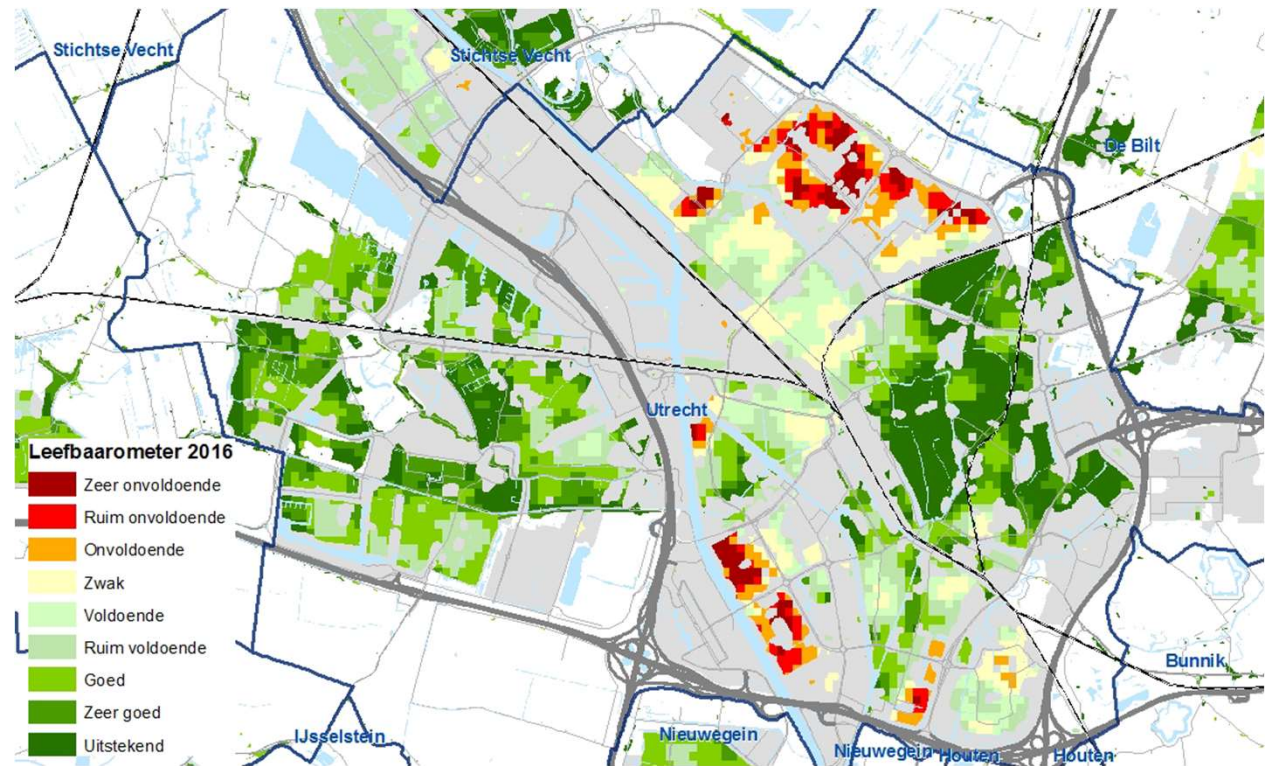 Stichtse Vecht
Stichtse Vecht
De Bilt
Utrecht
Leefbaarometer 2016
Zeer onvoldoende
Ruim onvoldoende
Onvoldoende
Zwak
Voldoende
Ruim voldoende
Goed
Zeer goed
Uitstekend
Bunnik
IJsselstein
Nieuwegein
Nieuwegein
Houten
Houten